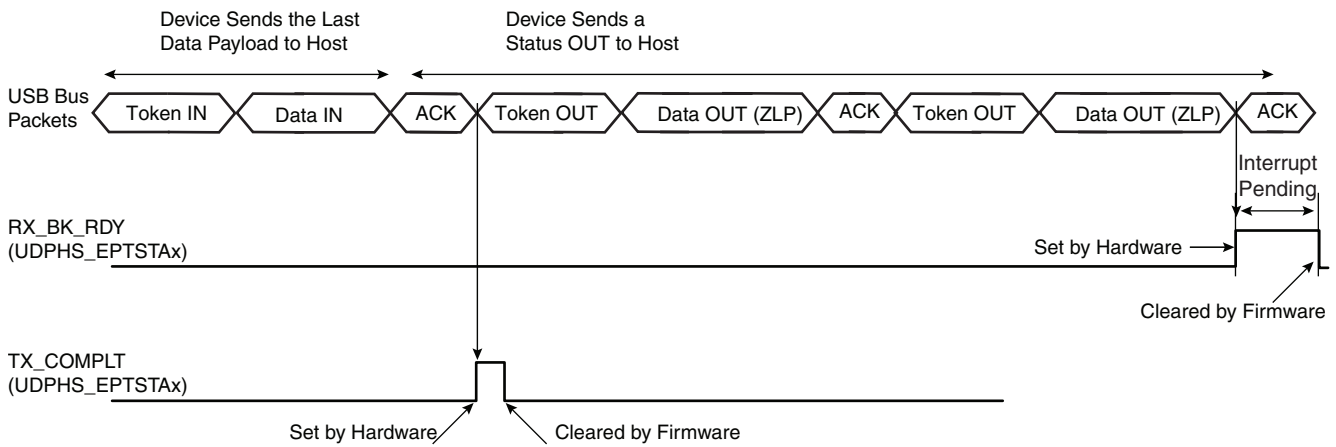 Device Sends the Last
Data Payload to Host
Device Sends a
Status OUT to Host
USB Bus
Packets
Token IN
Data IN
ACK
Token OUT
Data OUT (ZLP)
ACK
Token OUT
Data OUT (ZLP)
ACK
Interrupt
Pending
RX_BK_RDY
(UDPHS_EPTSTAx)
Set by Hardware
Cleared by Firmware
TX_COMPLT
(UDPHS_EPTSTAx)
Set by Hardware
Cleared by Firmware